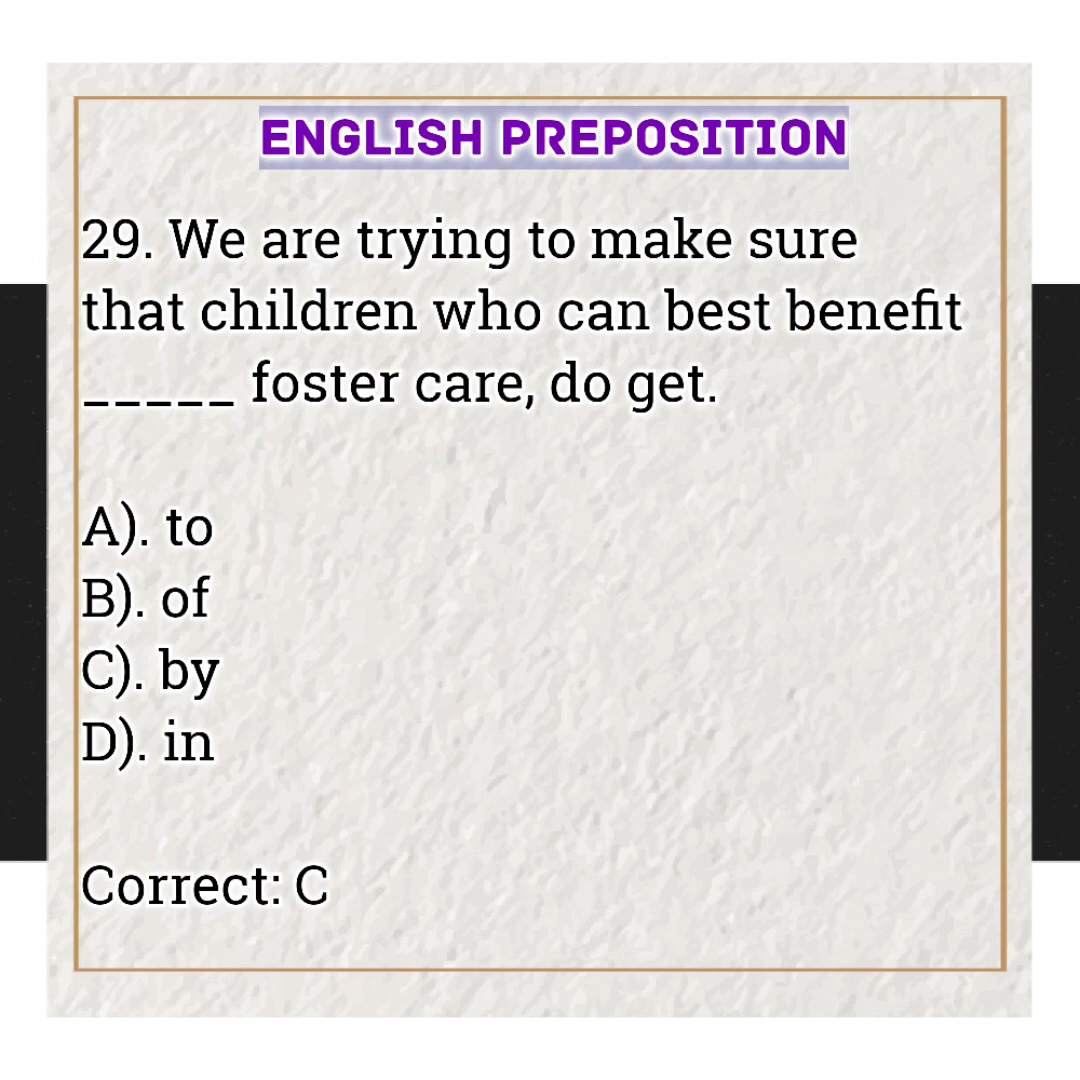 ENGLISH PREPOSITION
29. We are trying to make sure
that children who can best benefit
_____ foster care, do get.
A). to
B). of
C). by
D). in
Correct: C